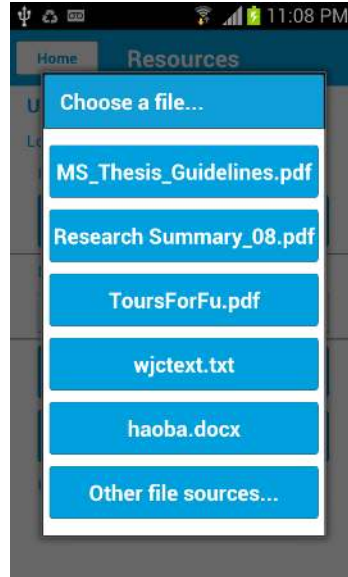 11:08 PM
Home Resources
U
Lo
Choose a file...
MS_Thesis_Guidelines.pdf
Research Summary_08.pdf
ToursForFu.pdf
wjctext.txt
haoba.docx
Other file sources...